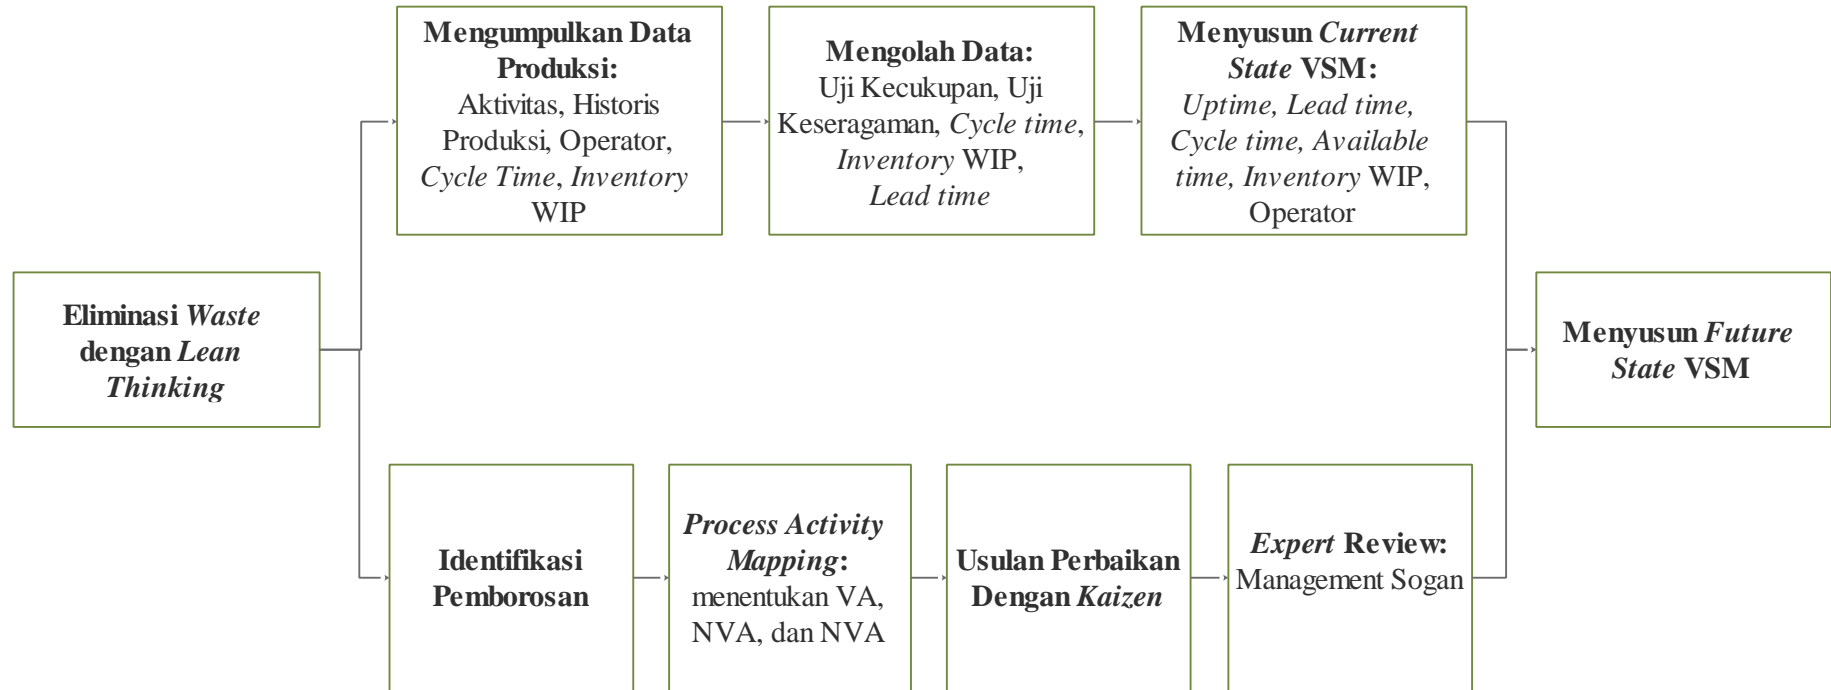 Mengumpulkan Data
Produksi:
Aktivitas, Historis
Produksi, Operator,
Cycle Time, Inventory
WIP
Mengolah Data:
Uji Kecukupan, Uji
Keseragaman, Cycle time,
Inventory WIP,
Lead time
Menyusun Current
State VSM:
Uptime, Lead time,
Cycle time, Available
time, Inventory WIP,
Operator
Eliminasi Waste
dengan Lean
Thinking
Menyusun Future
State VSM
Identifikasi
Pemborosan
Process Activity
Mapping:
menentukan VA,
NVA, dan NVA
Usulan Perbaikan
Dengan Kaizen
Expert Review:
Management Sogan